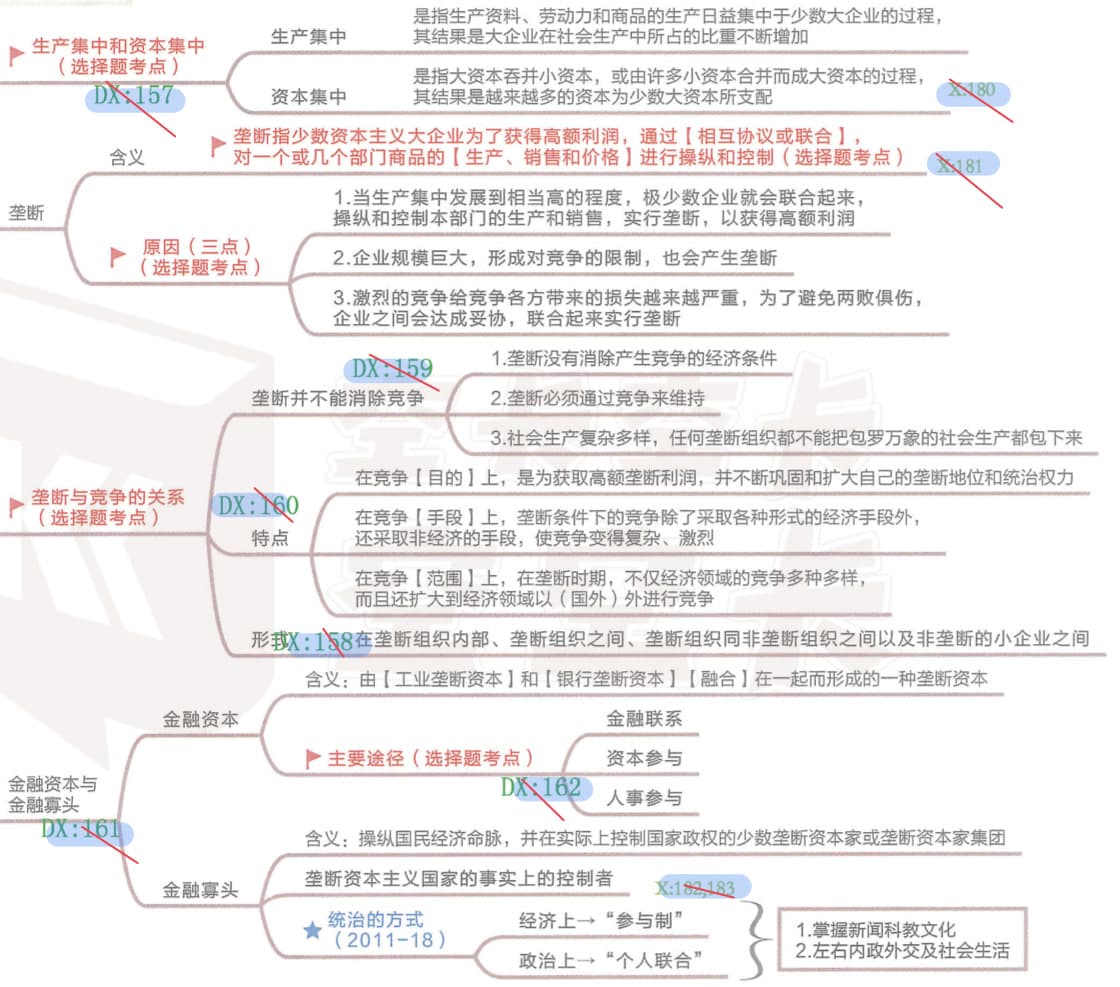 生产集中和资本集中
（选择题考点）
DX:157
生产集中
是指生产资料、劳动力和商品的生产日益集中于少数大企业的过程，
其结果是大企业在社会生产中所占的比重不断增加
资本集中
是指大资本吞并小资本，或由许多小资本合并而成大资本的过程，
其结果是越来越多的资本为少数大资本所支配
X:180
垄断
含义
垄断指少数资本主义大企业为了获得高额利润，通过【相互协议或联合】，
对一个或几个部门商品的【生产、销售和价格】进行操纵和控制（选择题考点）
X:181
原因（三点）
（选择题考点）
1.当生产集中发展到相当高的程度，极少数企业就会联合起来，
操纵和控制本部门的生产和销售，实行垄断，以获得高额利润
2.企业规模巨大，形成对竞争的限制，也会产生垄断
3.激烈的竞争给竞争各方带来的损失越来越严重，为了避免两败俱伤，
企业之间会达成妥协，联合起来实行垄断
垄断与竞争的关系
（选择题考点）
DX:159
垄断并不能消除竞争
1.垄断没有消除产生竞争的经济条件
2.垄断必须通过竞争来维持
3.社会生产复杂多样，任何垄断组织都不能把包罗万象的社会生产都包下来
DX:160
特点
在竞争【目的】上，是为获取高额垄断利润，并不断巩固和扩大自己的垄断地位和统治权力
在竞争【手段】上，垄断条件下的竞争除了采取各种形式的经济手段外，
还采取非经济的手段，使竞争变得复杂、激烈
在竞争【范围】上，在垄断时期，不仅经济领域的竞争多种多样，
而且还扩大到经济领域以（国外）外进行竞争
形式
DX:158
在垄断组织内部、垄断组织之间、垄断组织同非垄断组织之间以及非垄断的小企业之间
金融资本与
金融寡头
DX:161
金融资本
含义：由【工业垄断资本】和【银行垄断资本】【融合】在一起而形成的一种垄断资本
主要途径（选择题考点）
DX:162
金融联系
资本参与
人事参与
金融寡头
含义：操纵国民经济命脉，并在实际上控制国家政权的少数垄断资本家或垄断资本家集团
垄断资本主义国家的事实上的控制者
X:182,183
统治的方式
（2011-18）
经济上→“参与制”
政治上→“个人联合”
1.掌握新闻科教文化
2.左右内政外交及社会生活